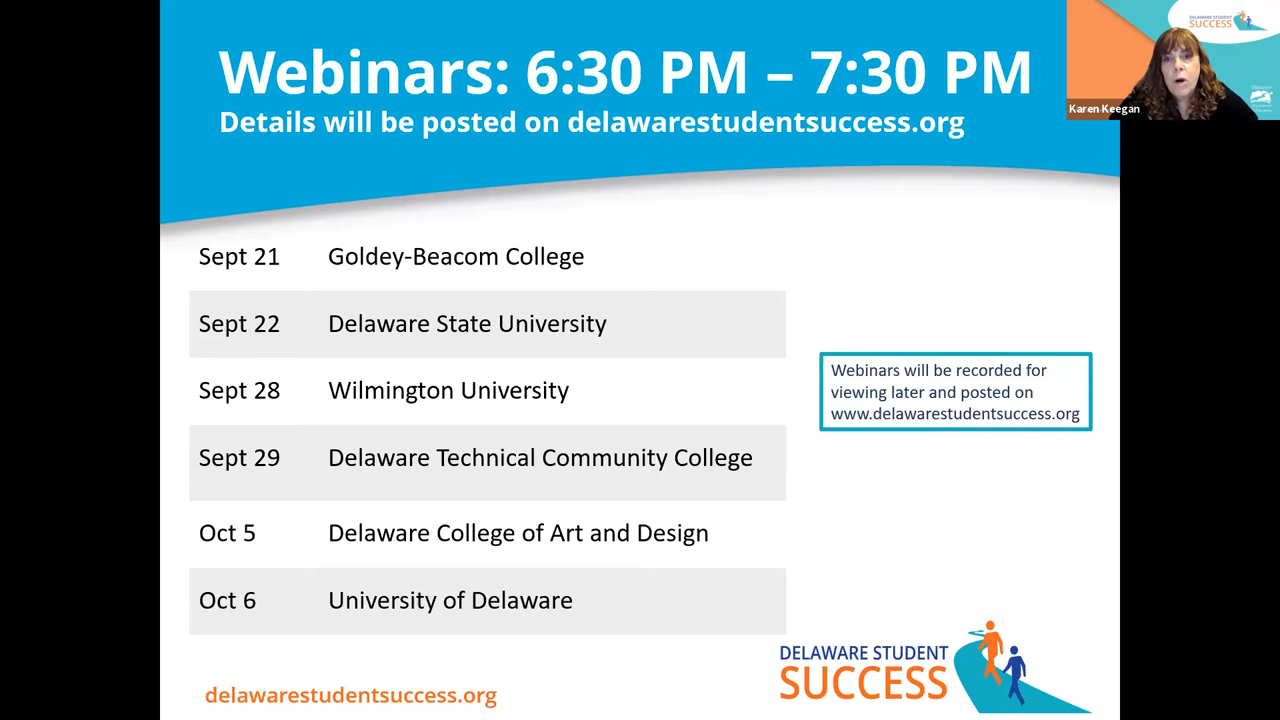 Webinars: 6:30 PM – 7:30 PM
Details will be posted on delawarestudentsuccess.org
DELAWARE STUDENT
SUCCESS
Karen Keegan
Sept 21 Goldey-Beacom College
Sept 22 Delaware State University
Sept 28 Wilmington University
Sept 29 Delaware Technical Community College
Oct 5 Delaware College of Art and Design
Oct 6 University of Delaware
Webinars will be recorded for
viewing later and posted on
www.delawarestudentsuccess.org
delawarestudentsuccess.org
DELAWARE STUDENT
SUCCESS